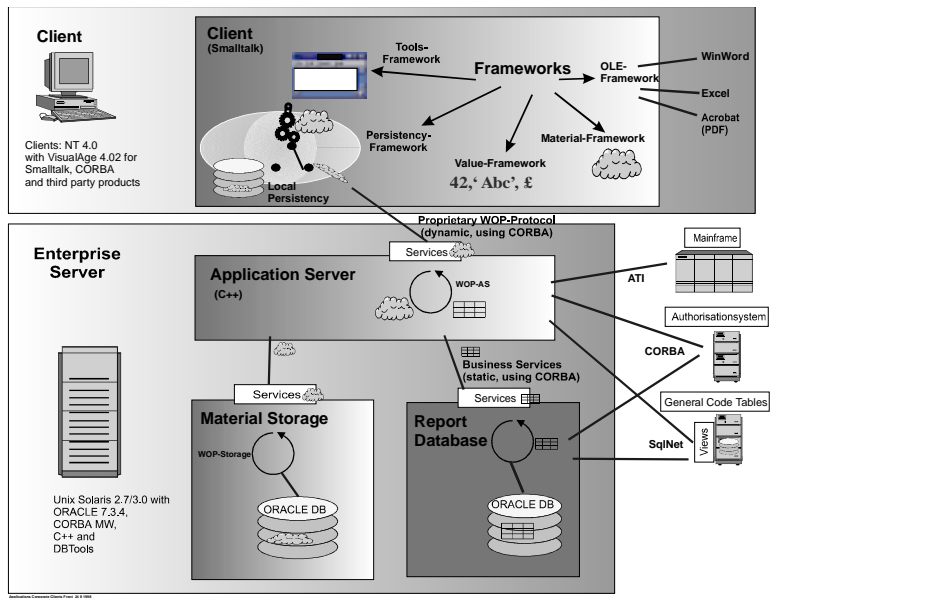 Client
Clients: NT 4.0
with VisualAge 4.02 for
Smalltalk, CORBA
and third party products
Client
(Smalltalk)
Tools-
Framework
Frameworks
OLE-
Framework
WinWord
Excel
Acrobat
(PDF)
Persistency-
Framework
Material-Framework
Value-Framework
42,‘ Abc’, £
Local
Persistency
Proprietary WOP-Protocol
(dynamic, using CORBA)
Enterprise
Server
Services
Application Server
(C++)
WOP-AS
Mainframe
ATI
Authorisationsystem
CORBA
Business Services
(static, using CORBA)
General Code Tables
Views
SqlNet
Services
Material Storage
WOP-Storage
ORACLE DB
Services
Report
Database
ORACLE DB
Unix Solaris 2.7/3.0 with
ORACLE 7.3.4,
CORBA MW,
C++ and
DBTools